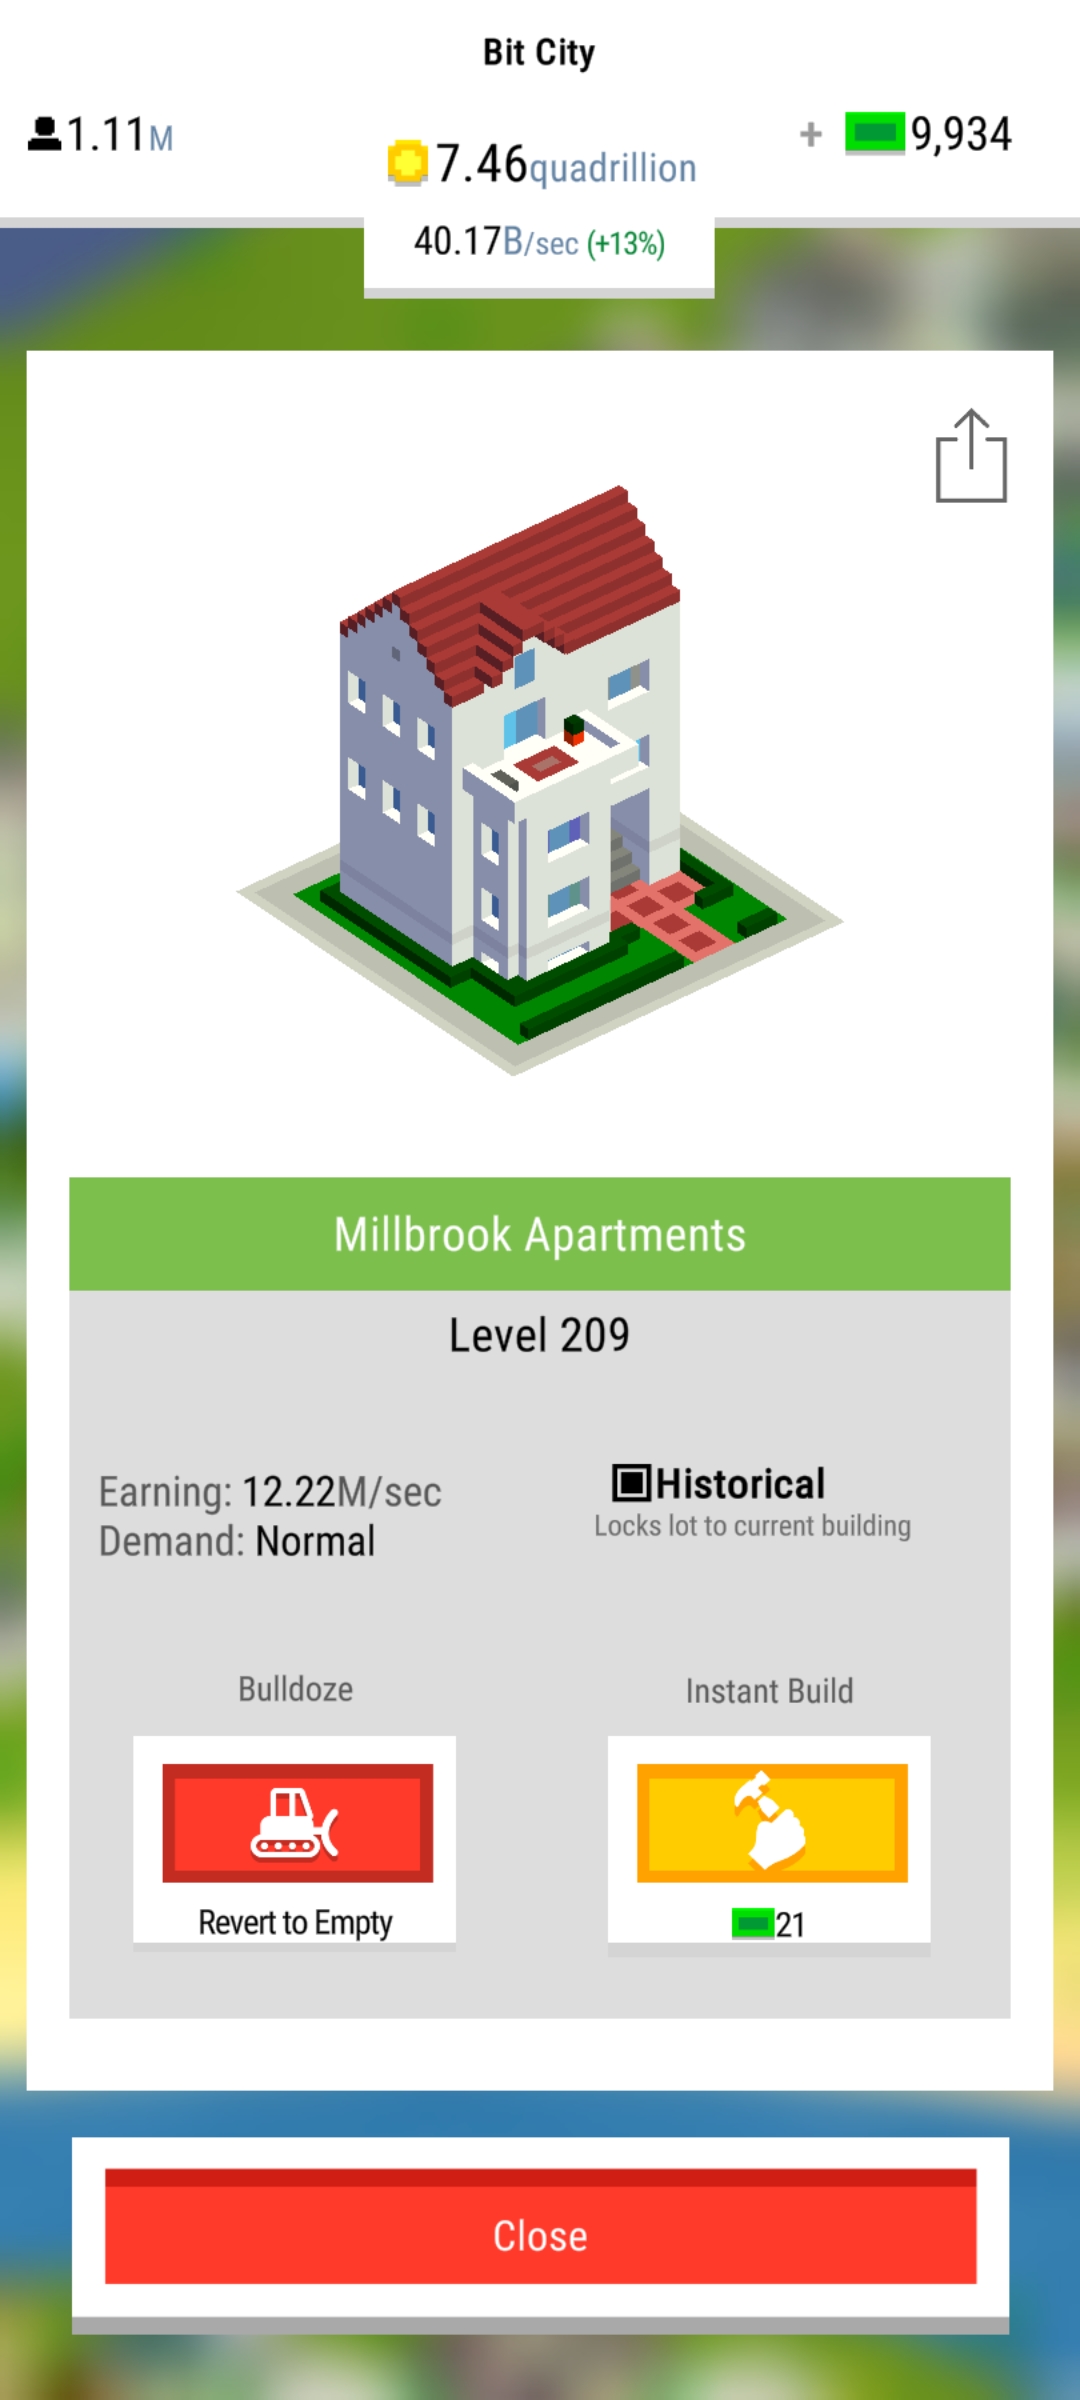 Bit City
1.11M
7.46quadrillion
+ 9,934
40.17B/sec (+13%)
Millbrook Apartments
Level 209
Earning: 12.22M/sec
Demand: Normal
Historical
Locks lot to current building
Bulldoze
Instant Build
Revert to Empty
21
Close